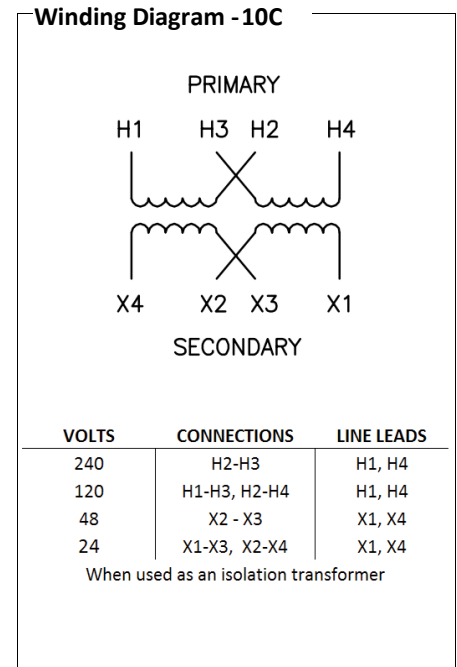 Winding Diagram - 10C
PRIMARY
H1 H3 H2 H4
X4 X2 X3 X1
SECONDARY
VOLTS CONNECTIONS LINE LEADS
240 H2-H3 H1, H4
120 H1-H3, H2-H4 H1, H4
48 X2 - X3 X1, X4
24 X1-X3, X2-X4 X1, X4
When used as an isolation transformer